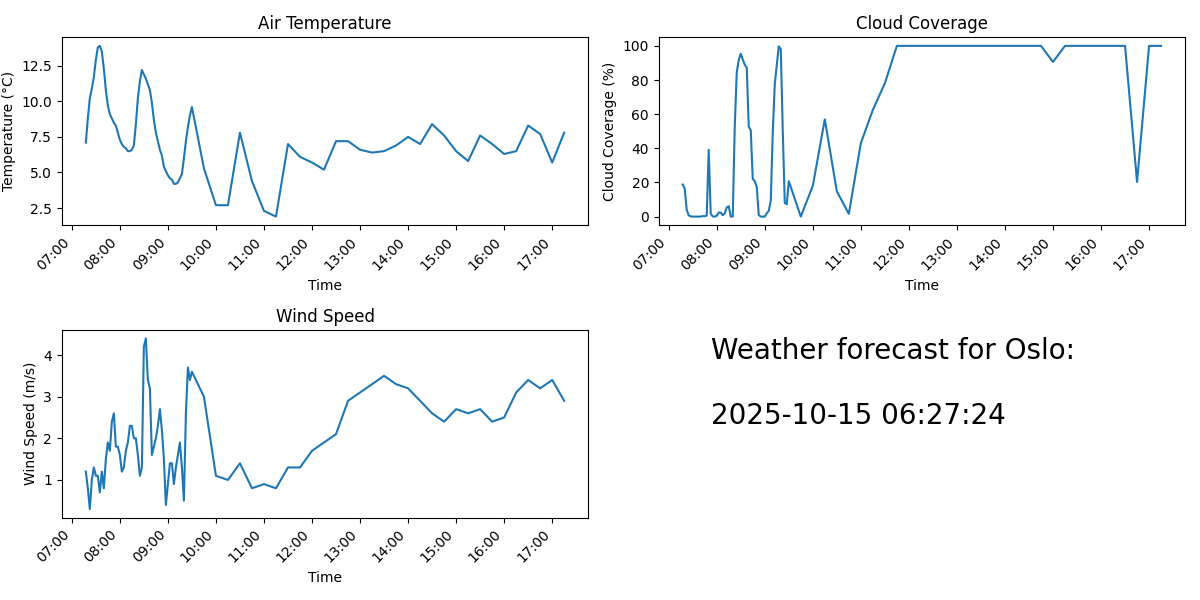 Air Temperature
Temperature (°C)
12.5
10.0
7.5
5.0
2.5
07:00 08:00 09:00 10:00 11:00 12:00 13:00 14:00 15:00 16:00 17:00
Time
Cloud Coverage
Cloud Coverage (%)
100
80
60
40
20
0
07:00 08:00 09:00 10:00 11:00 12:00 13:00 14:00 15:00 16:00 17:00
Time
Wind Speed
Wind Speed (m/s)
4
3
2
1
07:00 08:00 09:00 10:00 11:00 12:00 13:00 14:00 15:00 16:00 17:00
Time
Weather forecast for Oslo:
2025-10-15 06:27:24